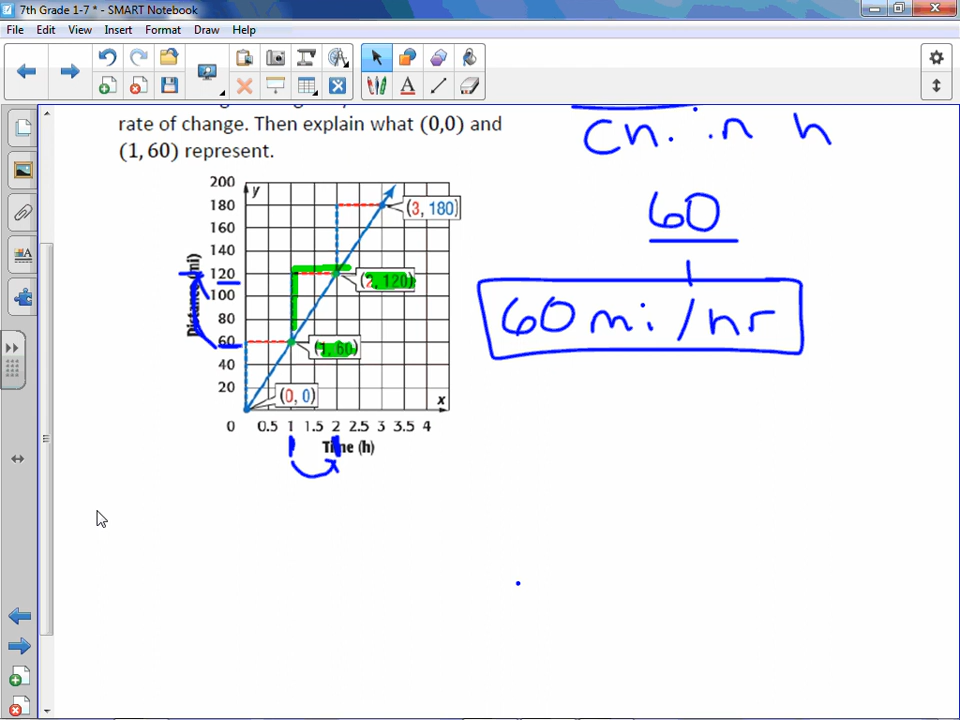 7th Grade 1-7 * - SMART Notebook
File Edit View Insert Format Draw Help
rate of change. Then explain what (0,0) and
(1, 60) represent.
ch. in h
60
1
60 mi/hr
y
200
180
160
140
120
100
80
60
40
20
0
(3, 180)
(2, 120)
(1, 60)
(0, 0)
x
0.5 1 1.5 2 2.5 3 3.5 4
Distance (mi)
Time (h)